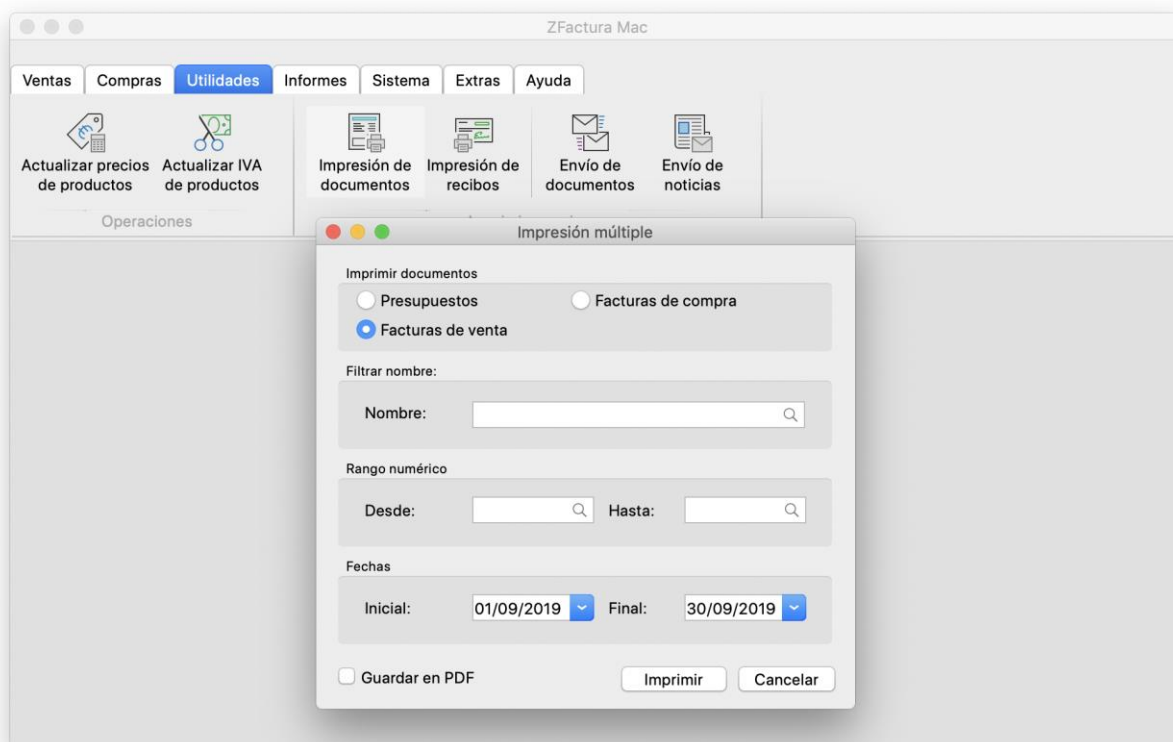 ZFactura Mac
Ventas Compras Utilidades Informes Sistema Extras Ayuda
Actualizar precios de productos
Actualizar IVA de productos
Impresión de documentos
Impresión de recibos
Envío de documentos
Envío de noticias
Operaciones
Impresión múltiple
Imprimir documentos
Presupuestos Facturas de compra
Facturas de venta
Filtrar nombre:
Nombre:
Rango numérico
Desde: Hasta:
Fechas
Inicial: 01/09/2019 Final: 30/09/2019
Guardar en PDF Imprimir Cancelar